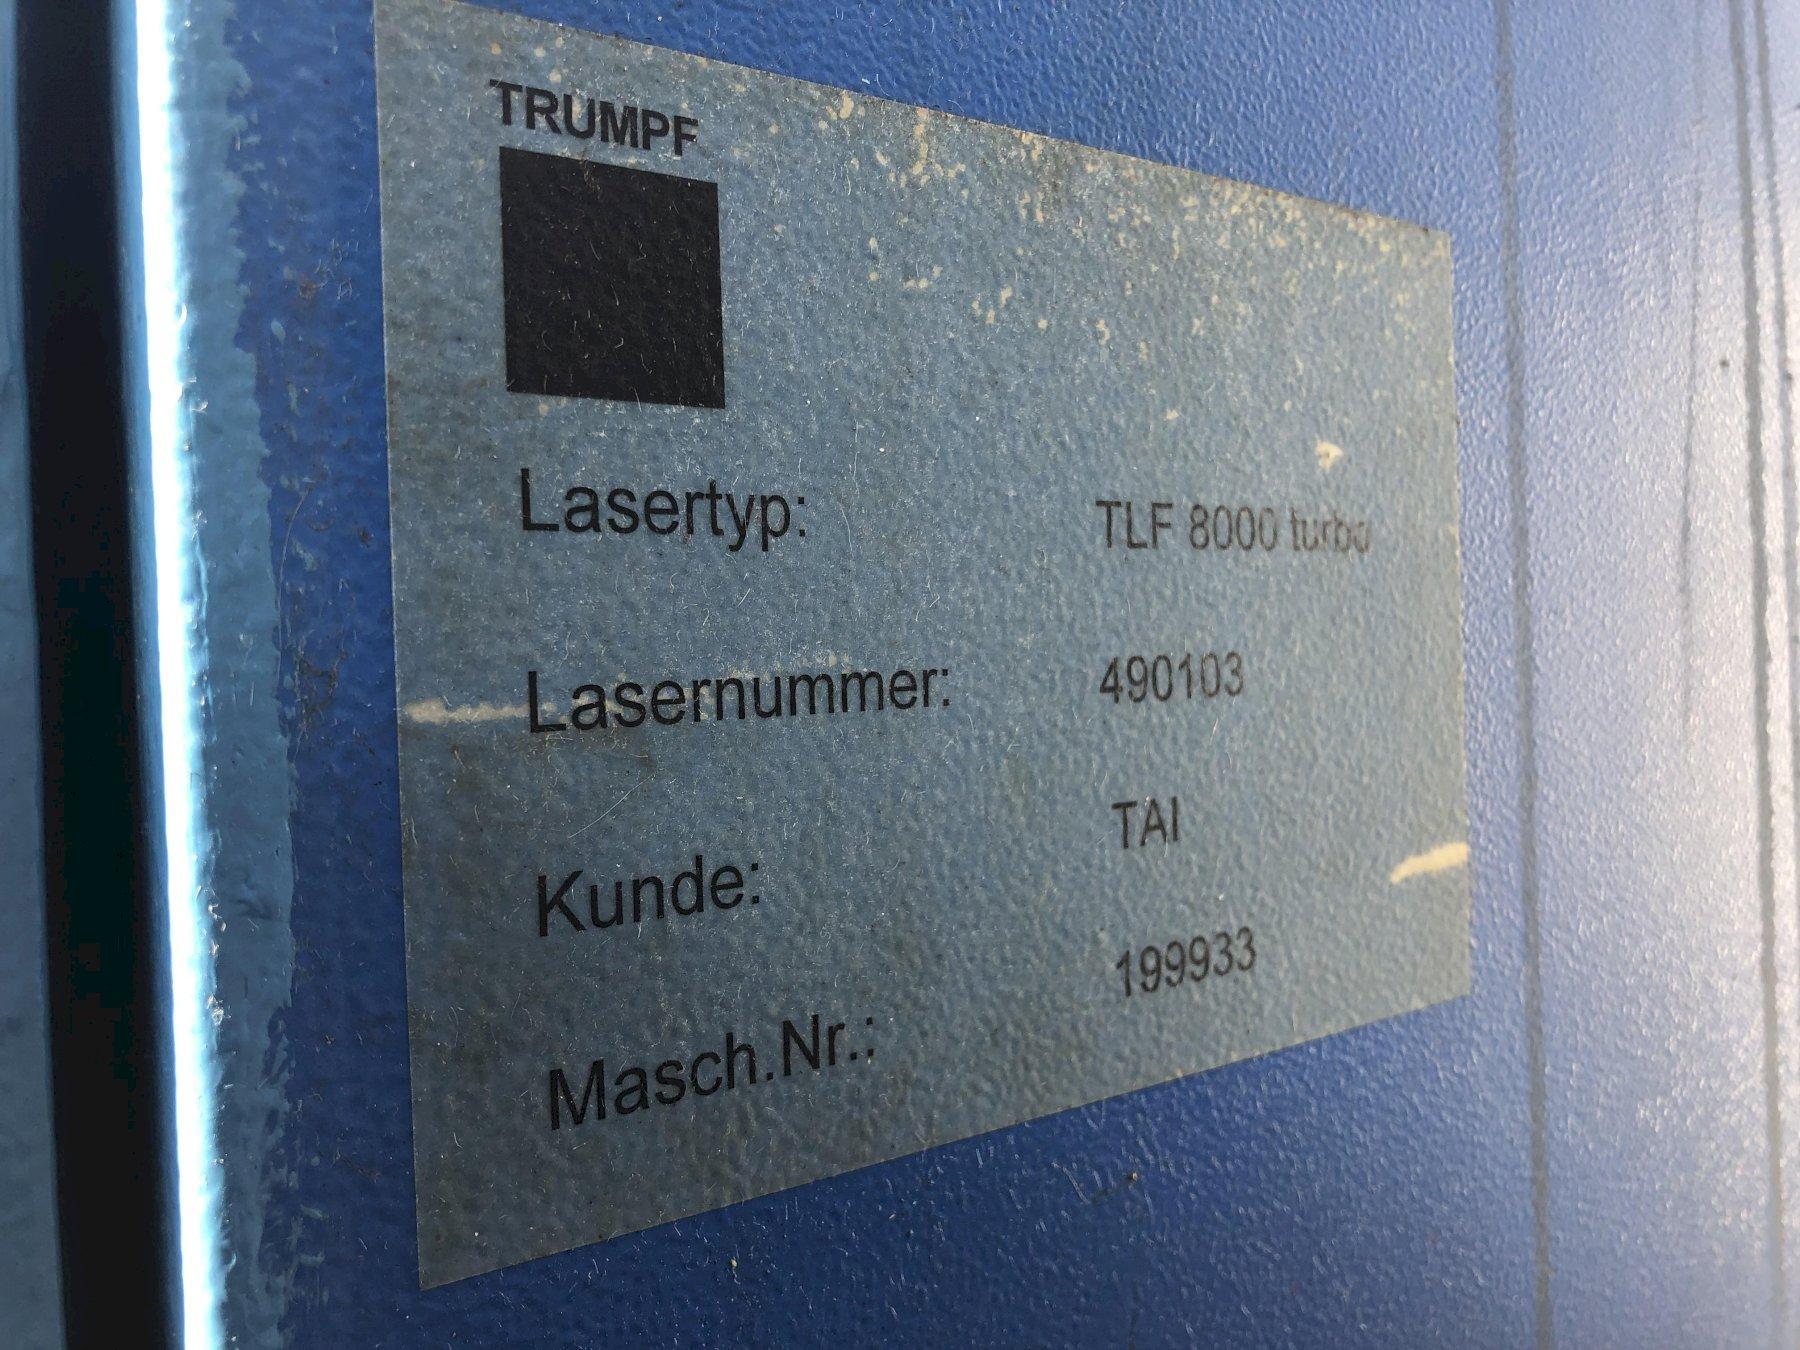 TRUMPF
Lasertyp: TLF 8000 turbo
Lasernummer: 490103
Kunde: TAI
Masch.Nr.: 199933